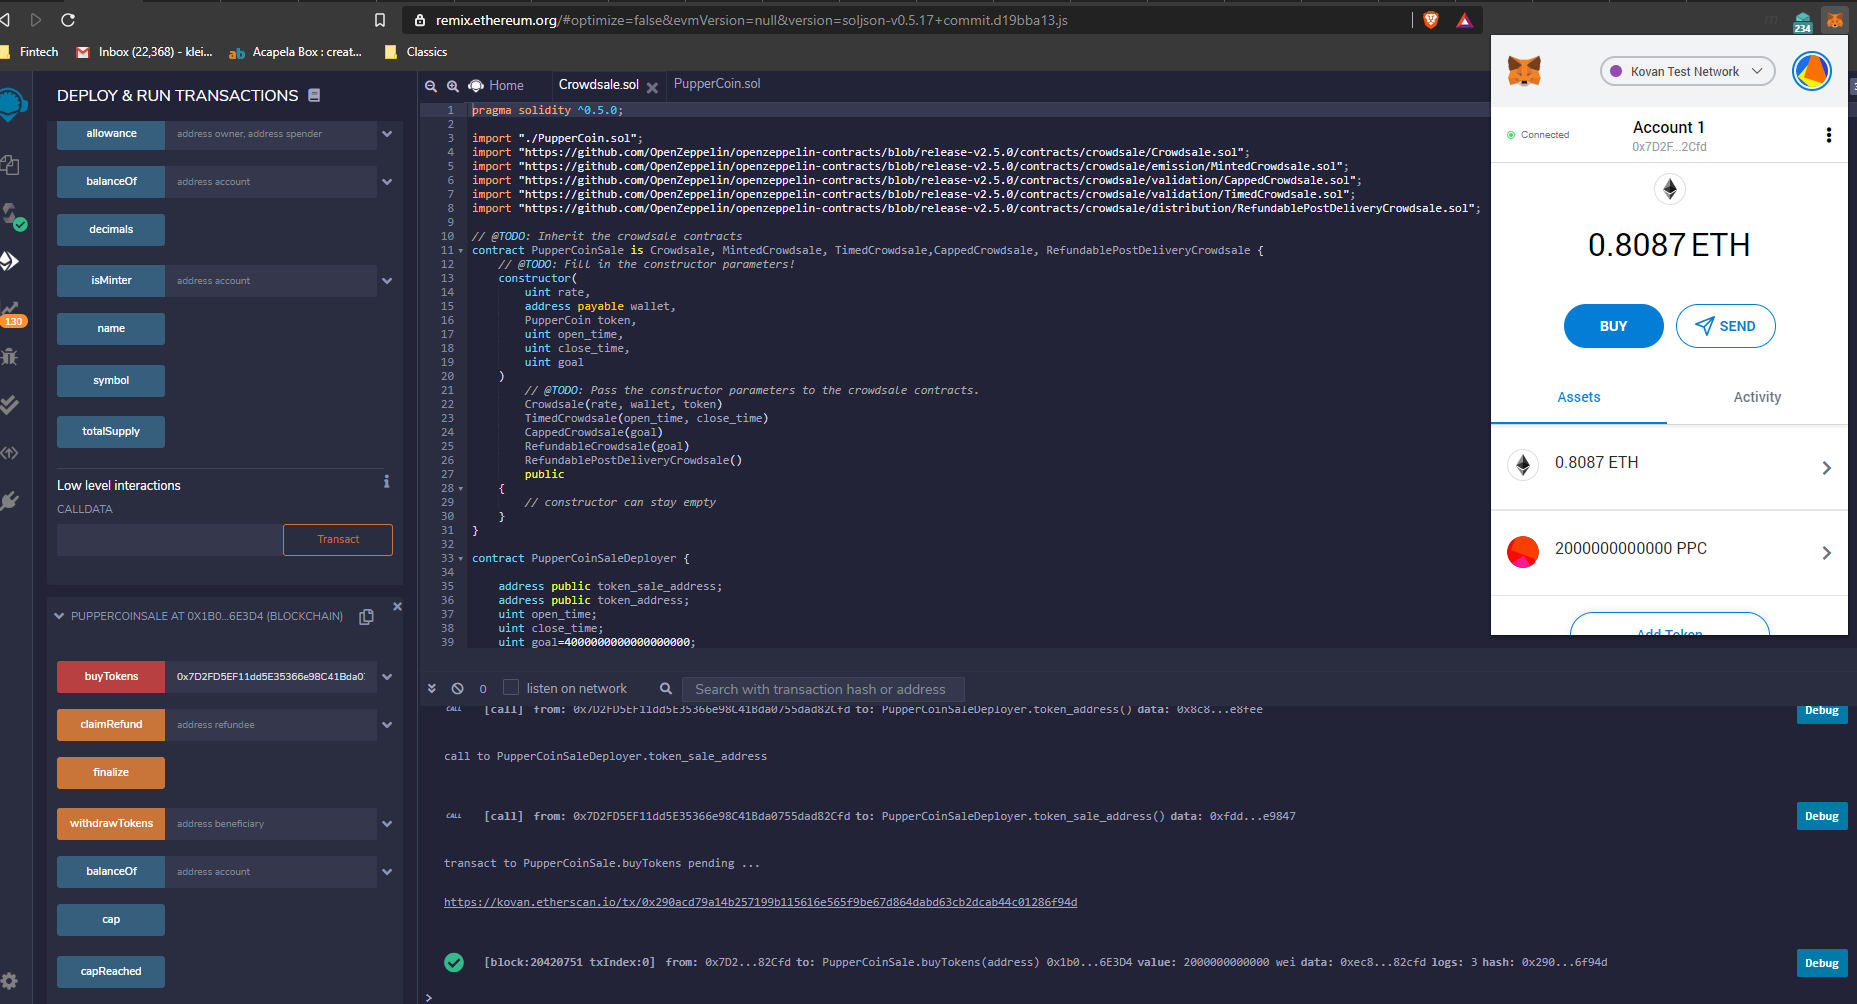 remix.ethereum.org/#optimize=false&evmVersion=null&version=soljson-v0.5.17+commit.d19bba13.js
234
Fintech
Inbox (22,368) - klei...
ab Acapela Box : creat...
Classics
DEPLOY & RUN TRANSACTIONS
allowance address owner, address spender
balanceOf address account
decimals
isMinter address account
name
symbol
totalSupply
Low level interactions
i
CALLDATA
Transact
PUPPERCOINSALE AT 0X1B0...6E3D4 (BLOCKCHAIN)
buyTokens 0x7D2FD5EF11dd5E35366e98C41Bda0
claimRefund address refundee
finalize
withdrawTokens address beneficiary
balanceOf address account
cap
capReached
130
Home
Crowdsale.sol
PupperCoin.sol
1 pragma solidity ^0.5.0;
2
3 import "./PupperCoin.sol";
4 import "https://github.com/OpenZeppelin/openzeppelin-contracts/blob/release-v2.5.0/contracts/crowdsale/Crowdsale.sol";
5 import "https://github.com/OpenZeppelin/openzeppelin-contracts/blob/release-v2.5.0/contracts/crowdsale/emission/MintedCrowdsale.sol";
6 import "https://github.com/OpenZeppelin/openzeppelin-contracts/blob/release-v2.5.0/contracts/crowdsale/validation/CappedCrowdsale.sol";
7 import "https://github.com/OpenZeppelin/openzeppelin-contracts/blob/release-v2.5.0/contracts/crowdsale/validation/TimedCrowdsale.sol";
8 import "https://github.com/OpenZeppelin/openzeppelin-contracts/blob/release-v2.5.0/contracts/crowdsale/distribution/RefundablePostDeliveryCrowdsale.sol";
9
10 // @TODO: Inherit the crowdsale contracts
11 contract PupperCoinSale is Crowdsale, MintedCrowdsale, TimedCrowdsale,CappedCrowdsale, RefundablePostDeliveryCrowdsale {
12 // @TODO: Fill in the constructor parameters!
13 constructor(
14 uint rate,
15 address payable wallet,
16 PupperCoin token,
17 uint open_time,
18 uint close_time,
19 uint goal
20 )
21 // @TODO: Pass the constructor parameters to the crowdsale contracts.
22 Crowdsale(rate, wallet, token)
23 TimedCrowdsale(open_time, close_time)
24 CappedCrowdsale(goal)
25 RefundableCrowdsale(goal)
26 RefundablePostDeliveryCrowdsale()
27 public
28 {
29 // constructor can stay empty
30 }
31 }
32
33 contract PupperCoinSaleDeployer {
34
35 address public token_sale_address;
36 address public token_address;
37 uint open_time;
38 uint close_time;
39 uint goal=4000000000000000000;
0 listen on network Search with transaction hash or address
CALL [call] from: 0x7D2FD5EF11dd5E35366e98C41Bda0755dad82Cfd to: PupperCoinSaleDeployer.token_address() data: 0x8c8...e8fee Debug
call to PupperCoinSaleDeployer.token_sale_address
CALL [call] from: 0x7D2FD5EF11dd5E35366e98C41Bda0755dad82Cfd to: PupperCoinSaleDeployer.token_sale_address() data: 0xfdd...e9847 Debug
transact to PupperCoinSale.buyTokens pending ...
https://kovan.etherscan.io/tx/0x290acd79a14b257199b115616e565f9be67d864dabd63cb2dcab44c01286f94d
[block:20420751 txIndex:0] from: 0x7D2...82Cfd to: PupperCoinSale.buyTokens(address) 0x1b0...6E3D4 value: 2000000000000 wei data: 0xec8...82cfd logs: 3 hash: 0x290...6f94d Debug
>
Kovan Test Network
Connected
Account 1
0x7D2F...2Cfd
0.8087 ETH
BUY
SEND
Assets
Activity
0.8087 ETH
2000000000000 PPC
Add Token